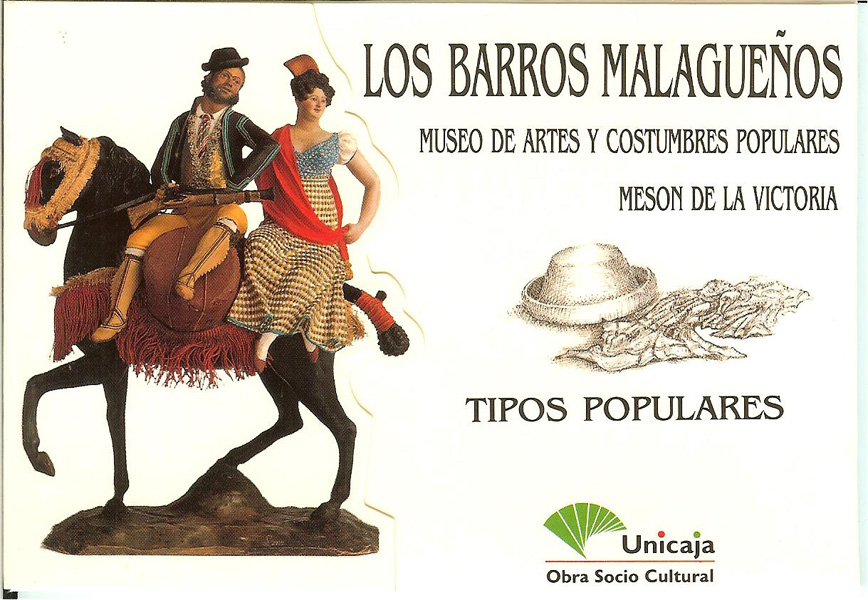 LOS BARROS MALAGUEÑOS
MUSEO DE ARTES Y COSTUMBRES POPULARES
MESON DE LA VICTORIA
TIPOS POPULARES
Unicaja
Obra Socio Cultural